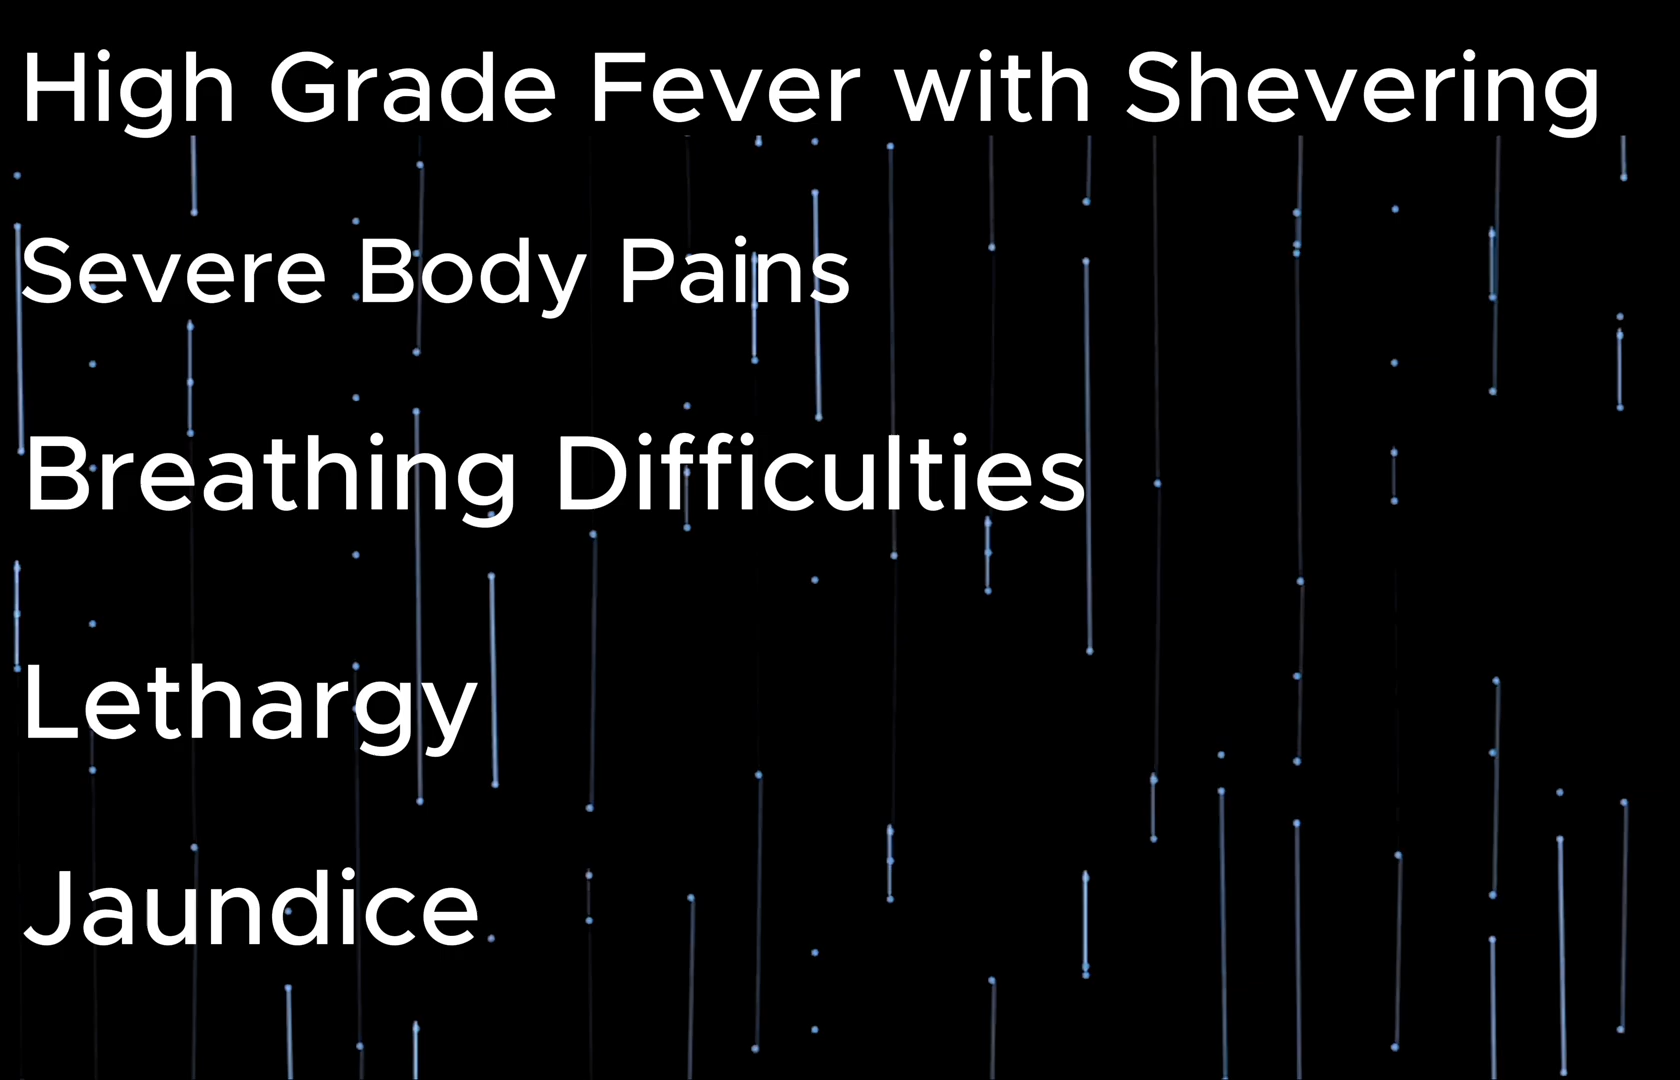 High Grade Fever with Shevering
Severe Body Pains
Breathing Difficulties
Lethargy
Jaundice